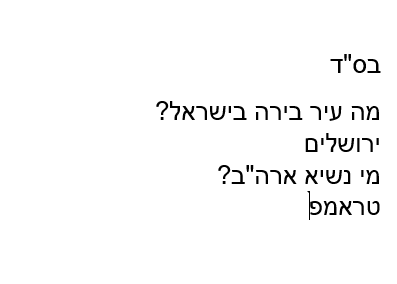 בס"ד
מה עיר בירה בישראל?
ירושלים
מי נשיא ארה"ב?
טראמפ